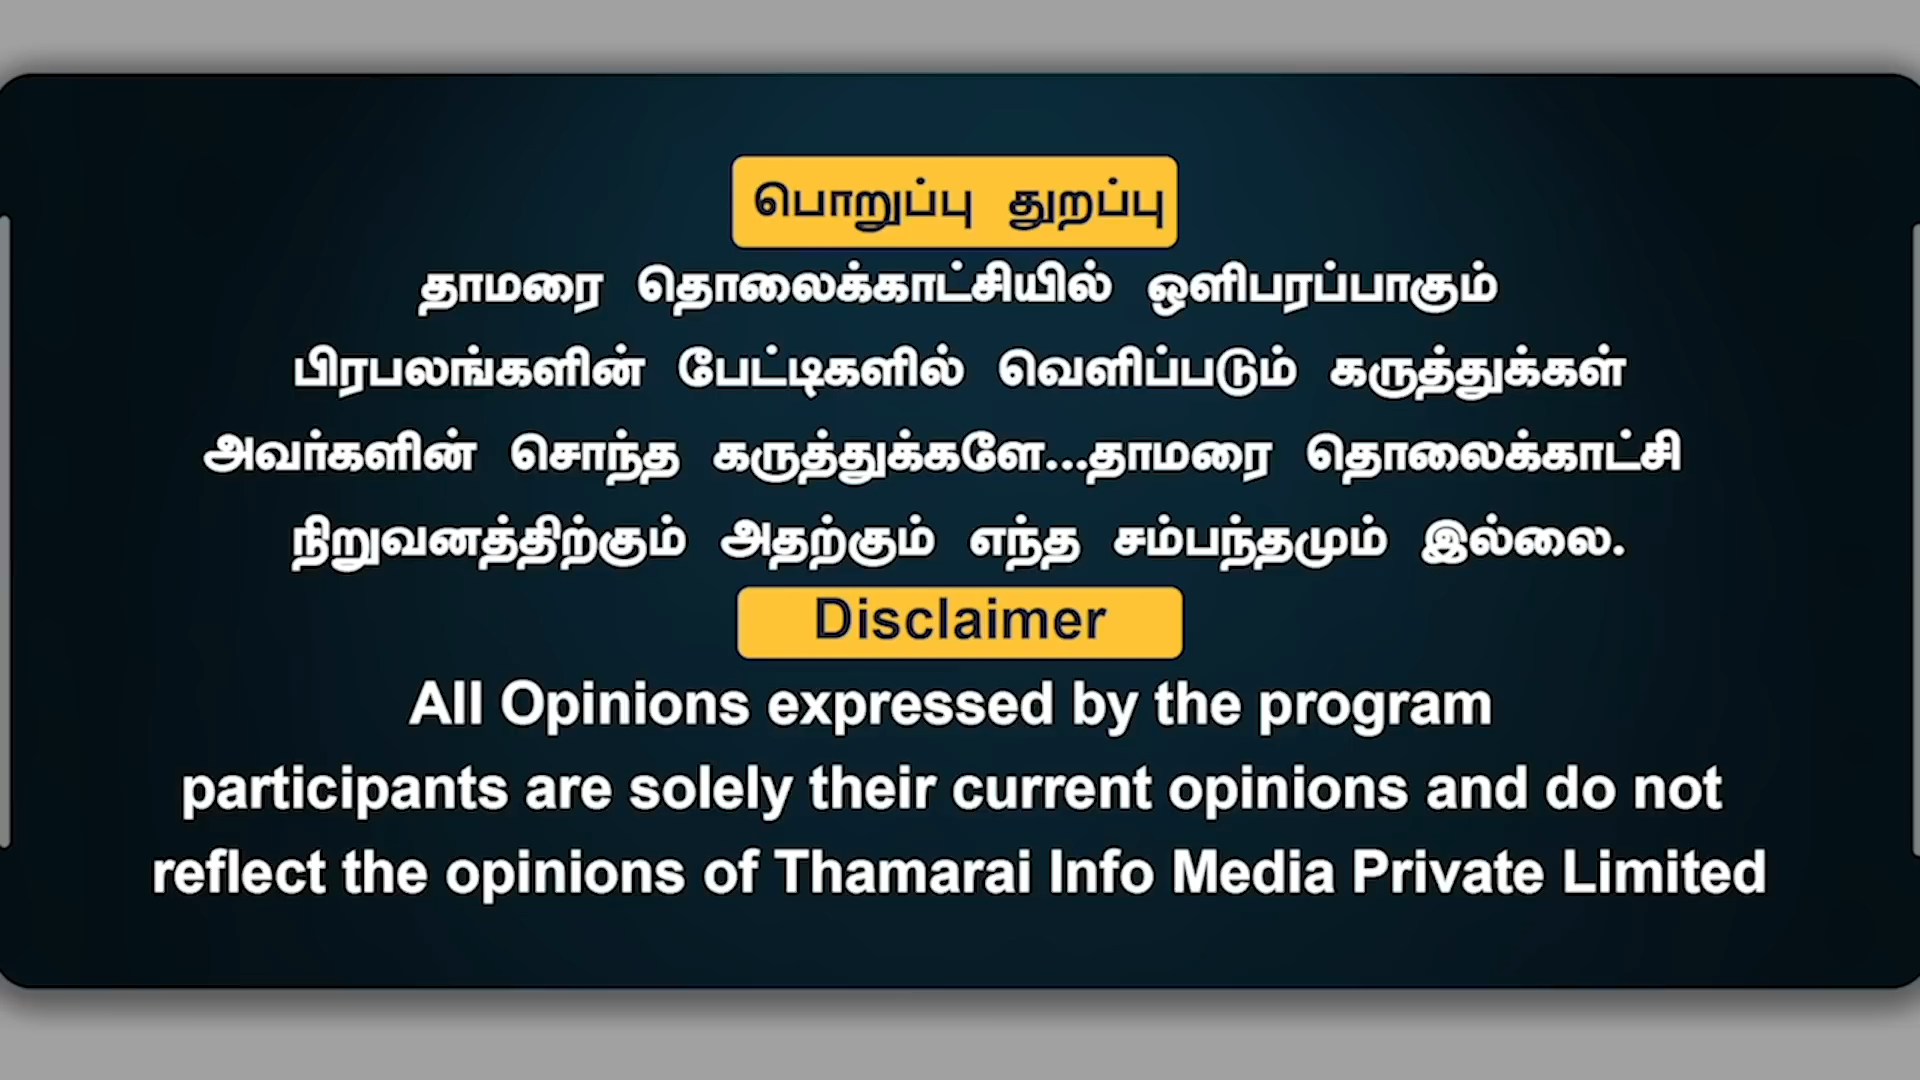 பொறுப்பு துறப்பு
தாமரை தொலைக்காட்சியில் ஒளிபரப்பாகும்
பிரபலங்களின் பேட்டிகளில் வெளிப்படும் கருத்துக்கள்
அவர்களின் சொந்த கருத்துக்களே...தாமரை தொலைக்காட்சி
நிறுவனத்திற்கும் அதற்கும் எந்த சம்பந்தமும் இல்லை.
Disclaimer
All Opinions expressed by the program
participants are solely their current opinions and do not
reflect the opinions of Thamarai Info Media Private Limited